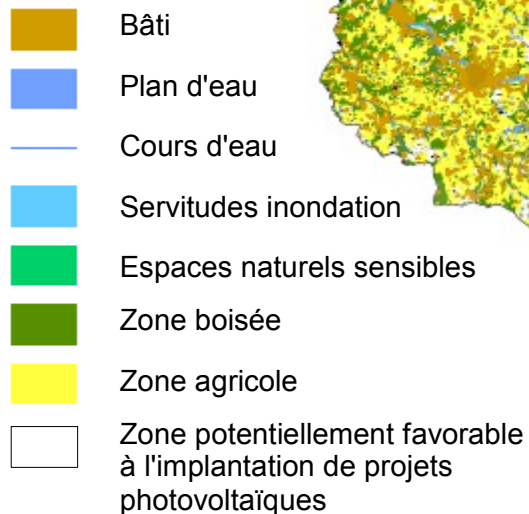 Bâti
Plan d'eau
Cours d'eau
Servitudes inondation
Espaces naturels sensibles
Zone boisée
Zone agricole
Zone potentiellement favorable
à l'implantation de projets
photovoltaïques